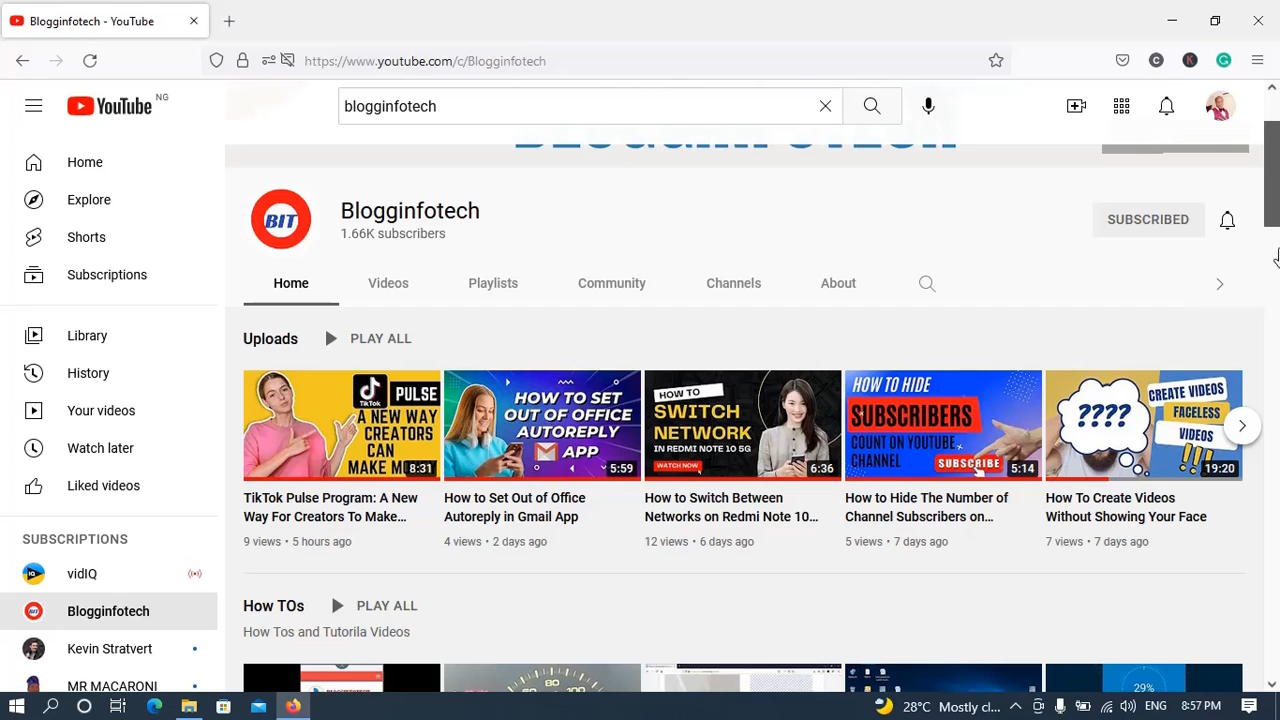 Blogginfotech - YouTube
https://www.youtube.com/c/Blogginfotech
YouTube NG
blogginfotech
Home
Explore
Shorts
Subscriptions
Library
History
Your videos
Watch later
Liked videos
SUBSCRIPTIONS
vidIQ
Blogginfotech
Kevin Stratvert
MR MACARONI
BIT
Blogginfotech
1.66K subscribers
SUBSCRIBED
Home
Videos
Playlists
Community
Channels
About
Uploads
PLAY ALL
TikTok
PULSE
A NEW
WAY
CREATORS
CAN
MAKE
8:31
TikTok Pulse Program: A New
Way For Creators To Make…
9 views • 5 hours ago
HOW TO SET
OUT OF OFFICE
AUTOREPLY
APP
5:59
How to Set Out of Office
Autoreply in Gmail App
4 views • 2 days ago
HOW TO
SWITCH
NETWORK
IN REDMI NOTE 10 5G
WATCH NOW
6:36
How to Switch Between
Networks on Redmi Note 10…
12 views • 6 days ago
HOW TO HIDE
SUBSCRIBERS
COUNT ON YOUTUBE
CHANNEL
SUBSCRIBE
5:14
How to Hide The Number of
Channel Subscribers on…
5 views • 7 days ago
????
CREATE VIDEOS
FACELESS
VIDEOS
!!!
19:20
How To Create Videos
Without Showing Your Face
7 views • 7 days ago
How TOs
PLAY ALL
How Tos and Tutorila Videos
80
100
29%
28°C Mostly cl...
ENG
8:57 PM